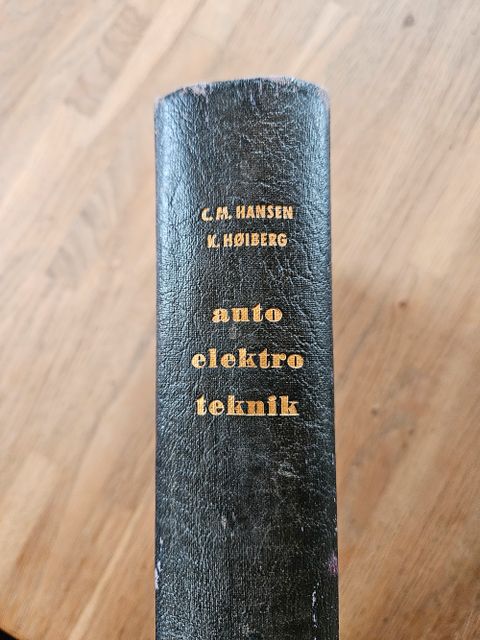 C. M. HANSEN
K. HØIBERG
auto
elektro
teknik